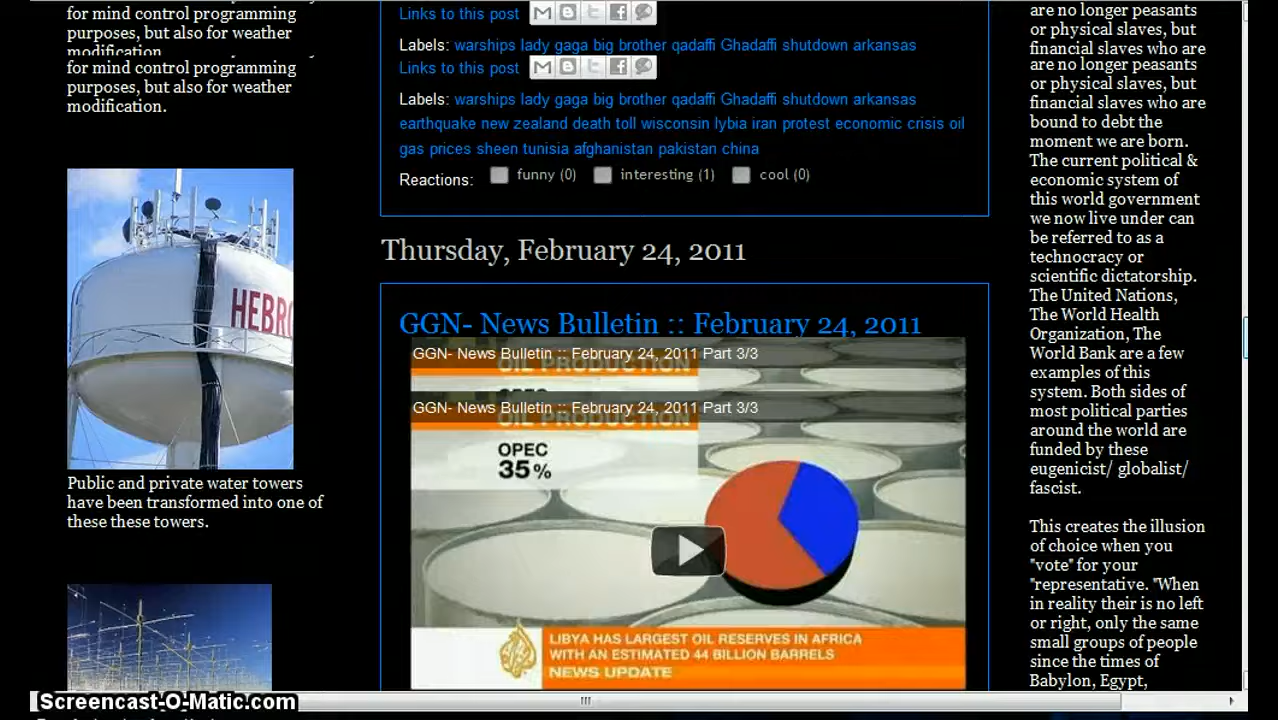 for mind control programming
purposes, but also for weather
modification.
for mind control programming
purposes, but also for weather
modification.
HEBR
Public and private water towers
have been transformed into one of
these these towers.
Links to this post
Labels: warships lady gaga big brother qadaffi Ghadaffi shutdown arkansas
Links to this post
Labels: warships lady gaga big brother qadaffi Ghadaffi shutdown arkansas
earthquake new zealand death toll wisconsin lybia iran protest economic crisis oil
gas prices sheen tunisia afghanistan pakistan china
Reactions: funny (0) interesting (1) cool (0)
Thursday, February 24, 2011
GGN- News Bulletin :: February 24, 2011
GGN- News Bulletin :: February 24, 2011 Part 3/3
OIL PRODUCTION
GGN- News Bulletin :: February 24, 2011 Part 3/3
OIL PRODUCTION
OPEC
35%
LIBYA HAS LARGEST OIL RESERVES IN AFRICA
WITH AN ESTIMATED 44 BILLION BARRELS
NEWS UPDATE
are no longer peasants
or physical slaves, but
financial slaves who are
are no longer peasants
or physical slaves, but
financial slaves who are
bound to debt the
moment we are born.
The current political &
economic system of
this world government
we now live under can
be referred to as a
technocracy or
scientific dictatorship.
The United Nations,
The World Health
Organization, The
World Bank are a few
examples of this
system. Both sides of
most political parties
around the world are
funded by these
eugenicist/ globalist/
fascist.
This creates the illusion
of choice when you
"vote" for your
"representative. "When
in reality their is no left
or right, only the same
small groups of people
since the times of
Babylon, Egypt,
Screencast-O-Matic.com